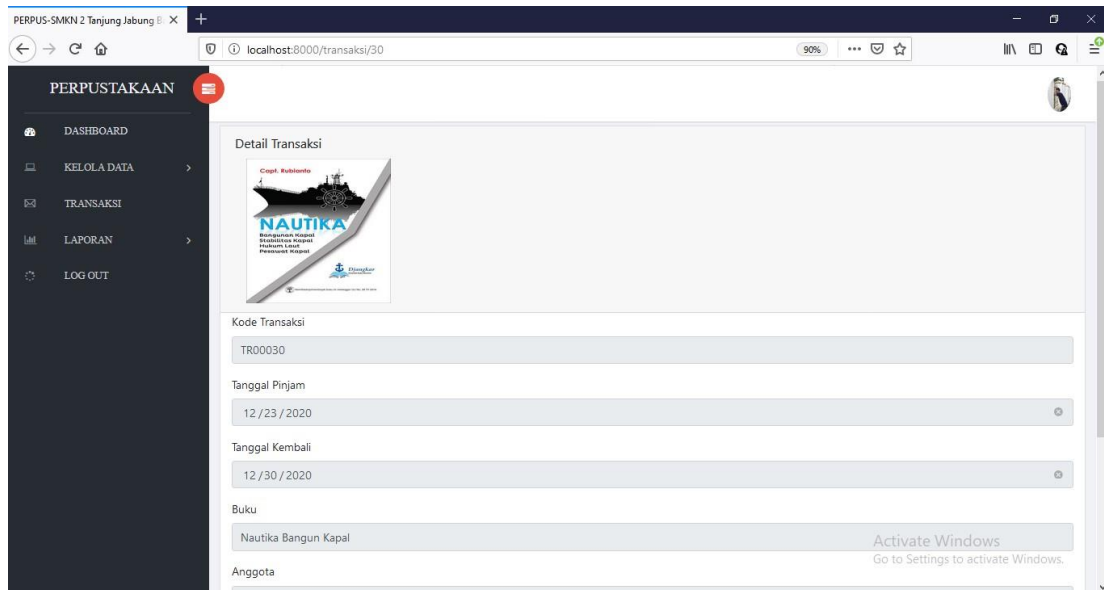 PERPUS-SMKN 2 Tanjung Jabung B
localhost:8000/transaksi/30
90%
PERPUSTAKAAN
DASHBOARD
KELOLA DATA
TRANSAKSI
LAPORAN
LOG OUT
Detail Transaksi
Capt. Rubianto
NAUTIKA
Bangunan Kapal
Stabilitas Kapal
Hukum Laut
Pesawat Kapal
Djangkar
Kode Transaksi
TR00030
Tanggal Pinjam
12/23/2020
Tanggal Kembali
12/30/2020
Buku
Nautika Bangun Kapal
Anggota
Activate Windows
Go to Settings to activate Windows.